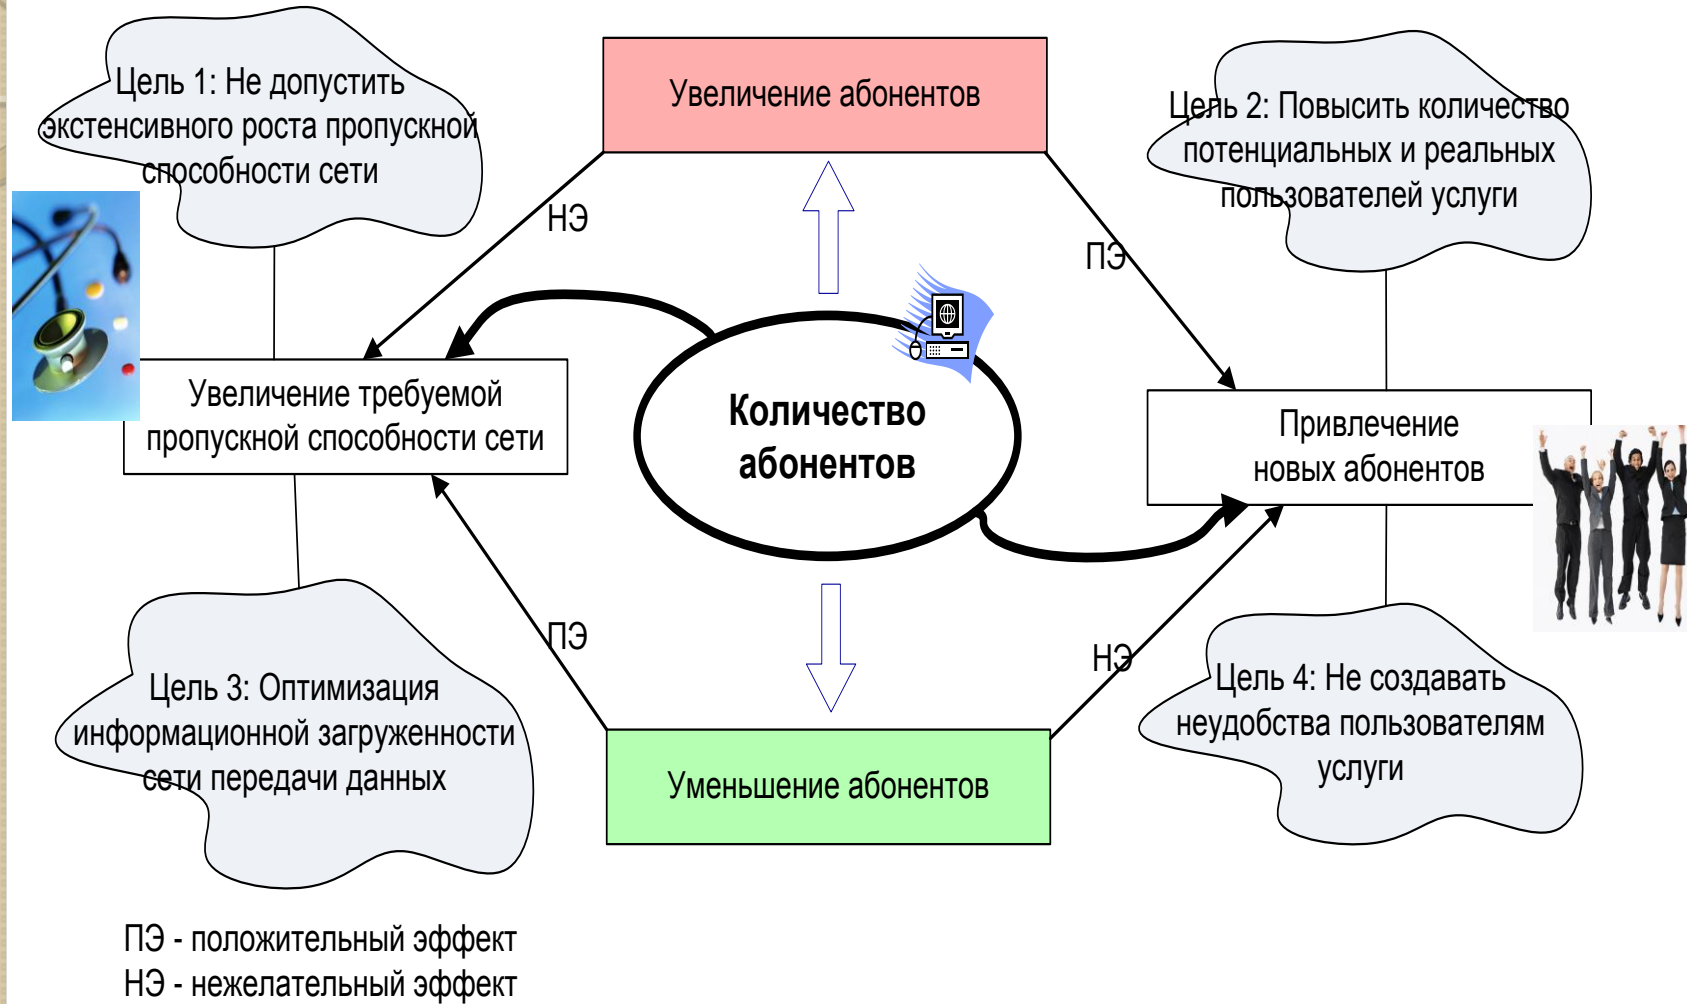 Цель 1: Не допустить
экстенсивного роста пропускной
способности сети
Увеличение абонентов
Цель 2: Повысить количество
потенциальных и реальных
пользователей услуги
НЭ
ПЭ
Увеличение требуемой
пропускной способности сети
Количество
абонентов
Привлечение
новых абонентов
ПЭ
НЭ
Цель 3: Оптимизация
информационной загруженности
сети передачи данных
Уменьшение абонентов
Цель 4: Не создавать
неудобства пользователям
услуги
ПЭ - положительный эффект
НЭ - нежелательный эффект